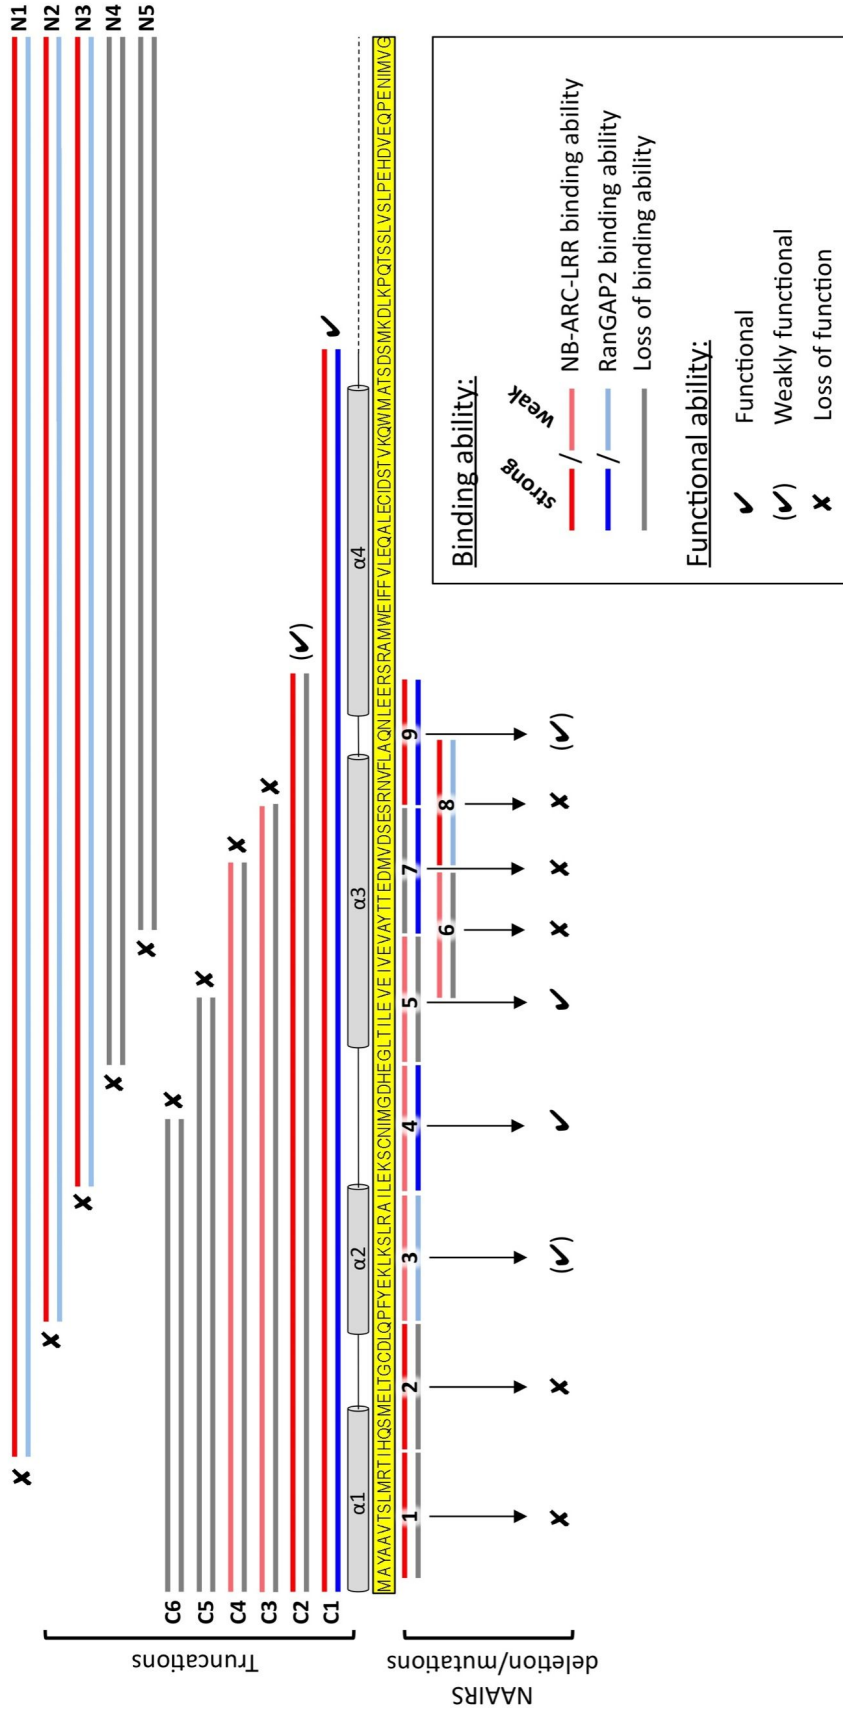 N1
✗
N2
✗
N3
✗
N4
✗
N5
✗
Truncations
C6 ✗
C5 ✗
C4 ✗
C3 ✗
C2 (✓)
C1 ✓
α1 α2 α3 α4
MAYAAVTSLMRTIHQSMELTGCDLQPFYEKLKSLRAILEKSCNIMGDHEGLTILEVEIVEVAYTTEDMVDSESRNVFLAQNLEERSRAMWEIFFVLEQALECIDSTVKQWMATSDSMKDLKPQTSSLVSLPEHDVEQPENIMVG
NAAIRS
deletion/mutations
1 2 3 4 5 7 9
6 8
✗ ✗ (✓) ✓ ✓ ✗ ✗ ✗ (✓)
Binding ability:
strong weak
/ NB-ARC-LRR binding ability
/ RanGAP2 binding ability
Loss of binding ability
Functional ability:
✓ Functional
(✓) Weakly functional
✗ Loss of function